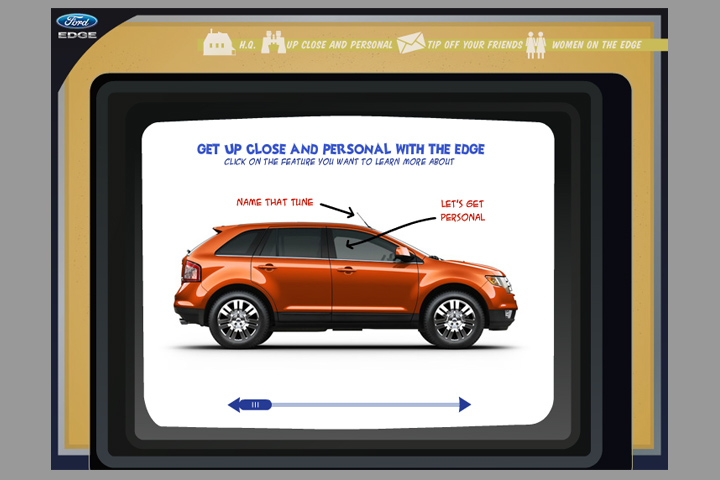 Ford
EDGE
H.Q.
UP CLOSE AND PERSONAL
TIP OFF YOUR FRIENDS
WOMEN ON THE EDGE
GET UP CLOSE AND PERSONAL WITH THE EDGE
CLICK ON THE FEATURE YOU WANT TO LEARN MORE ABOUT
NAME THAT TUNE
LET'S GET
PERSONAL